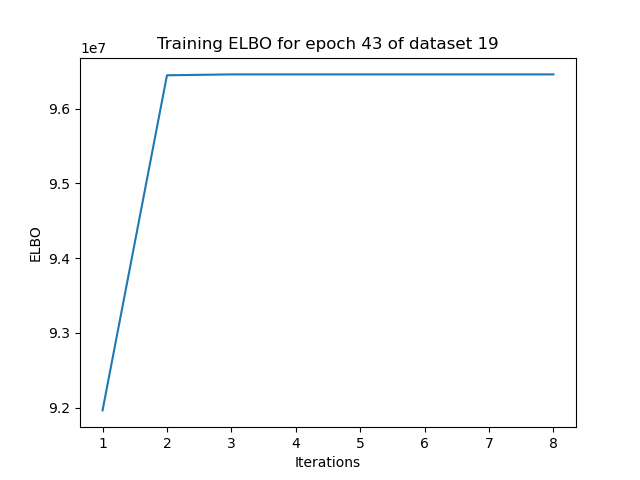 Training ELBO for epoch 43 of dataset 19
1e7
9.6
9.5
9.4
9.3
9.2
ELBO
1 2 3 4 5 6 7 8
Iterations